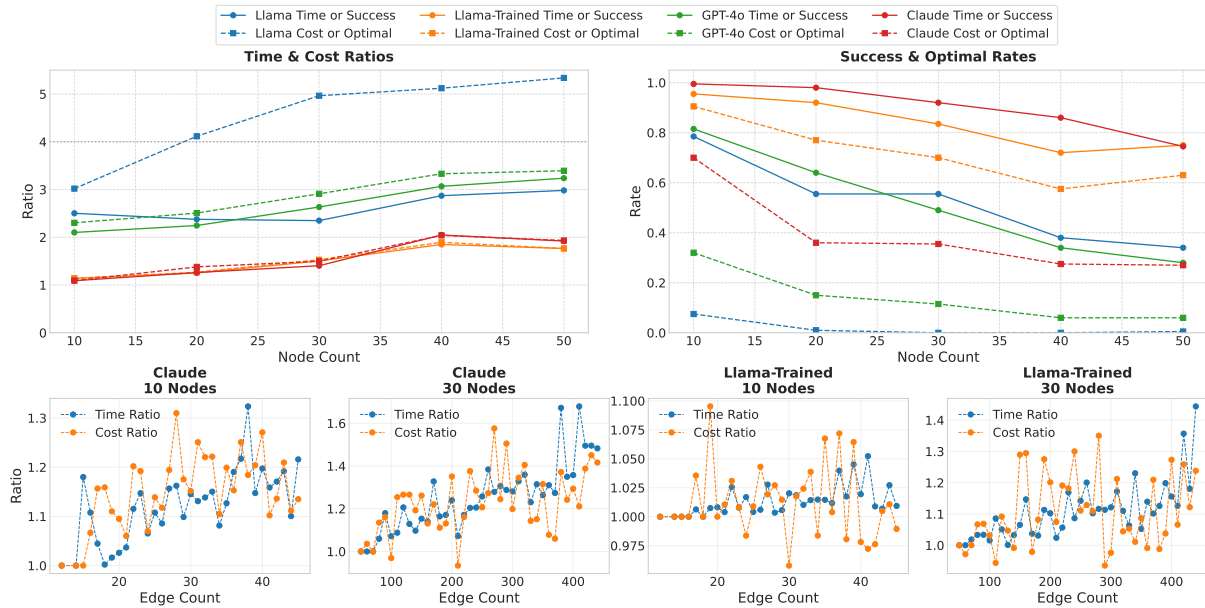 Llama Time or Success
Llama-Trained Time or Success
GPT-4o Time or Success
Claude Time or Success
Llama Cost or Optimal
Llama-Trained Cost or Optimal
GPT-4o Cost or Optimal
Claude Cost or Optimal
Time & Cost Ratios
Ratio
0
1
2
3
4
5
10
15
20
25
30
35
40
45
50
Node Count
Success & Optimal Rates
Rate
0.0
0.2
0.4
0.6
0.8
1.0
10
15
20
25
30
35
40
45
50
Node Count
Claude
10 Nodes
Time Ratio
Cost Ratio
Ratio
1.0
1.1
1.2
1.3
20
30
40
Edge Count
Claude
30 Nodes
Time Ratio
Cost Ratio
1.0
1.2
1.4
1.6
100
200
300
400
Edge Count
Llama-Trained
10 Nodes
Time Ratio
Cost Ratio
0.975
1.000
1.025
1.050
1.075
1.100
20
30
40
Edge Count
Llama-Trained
30 Nodes
Time Ratio
Cost Ratio
1.0
1.1
1.2
1.3
1.4
100
200
300
400
Edge Count